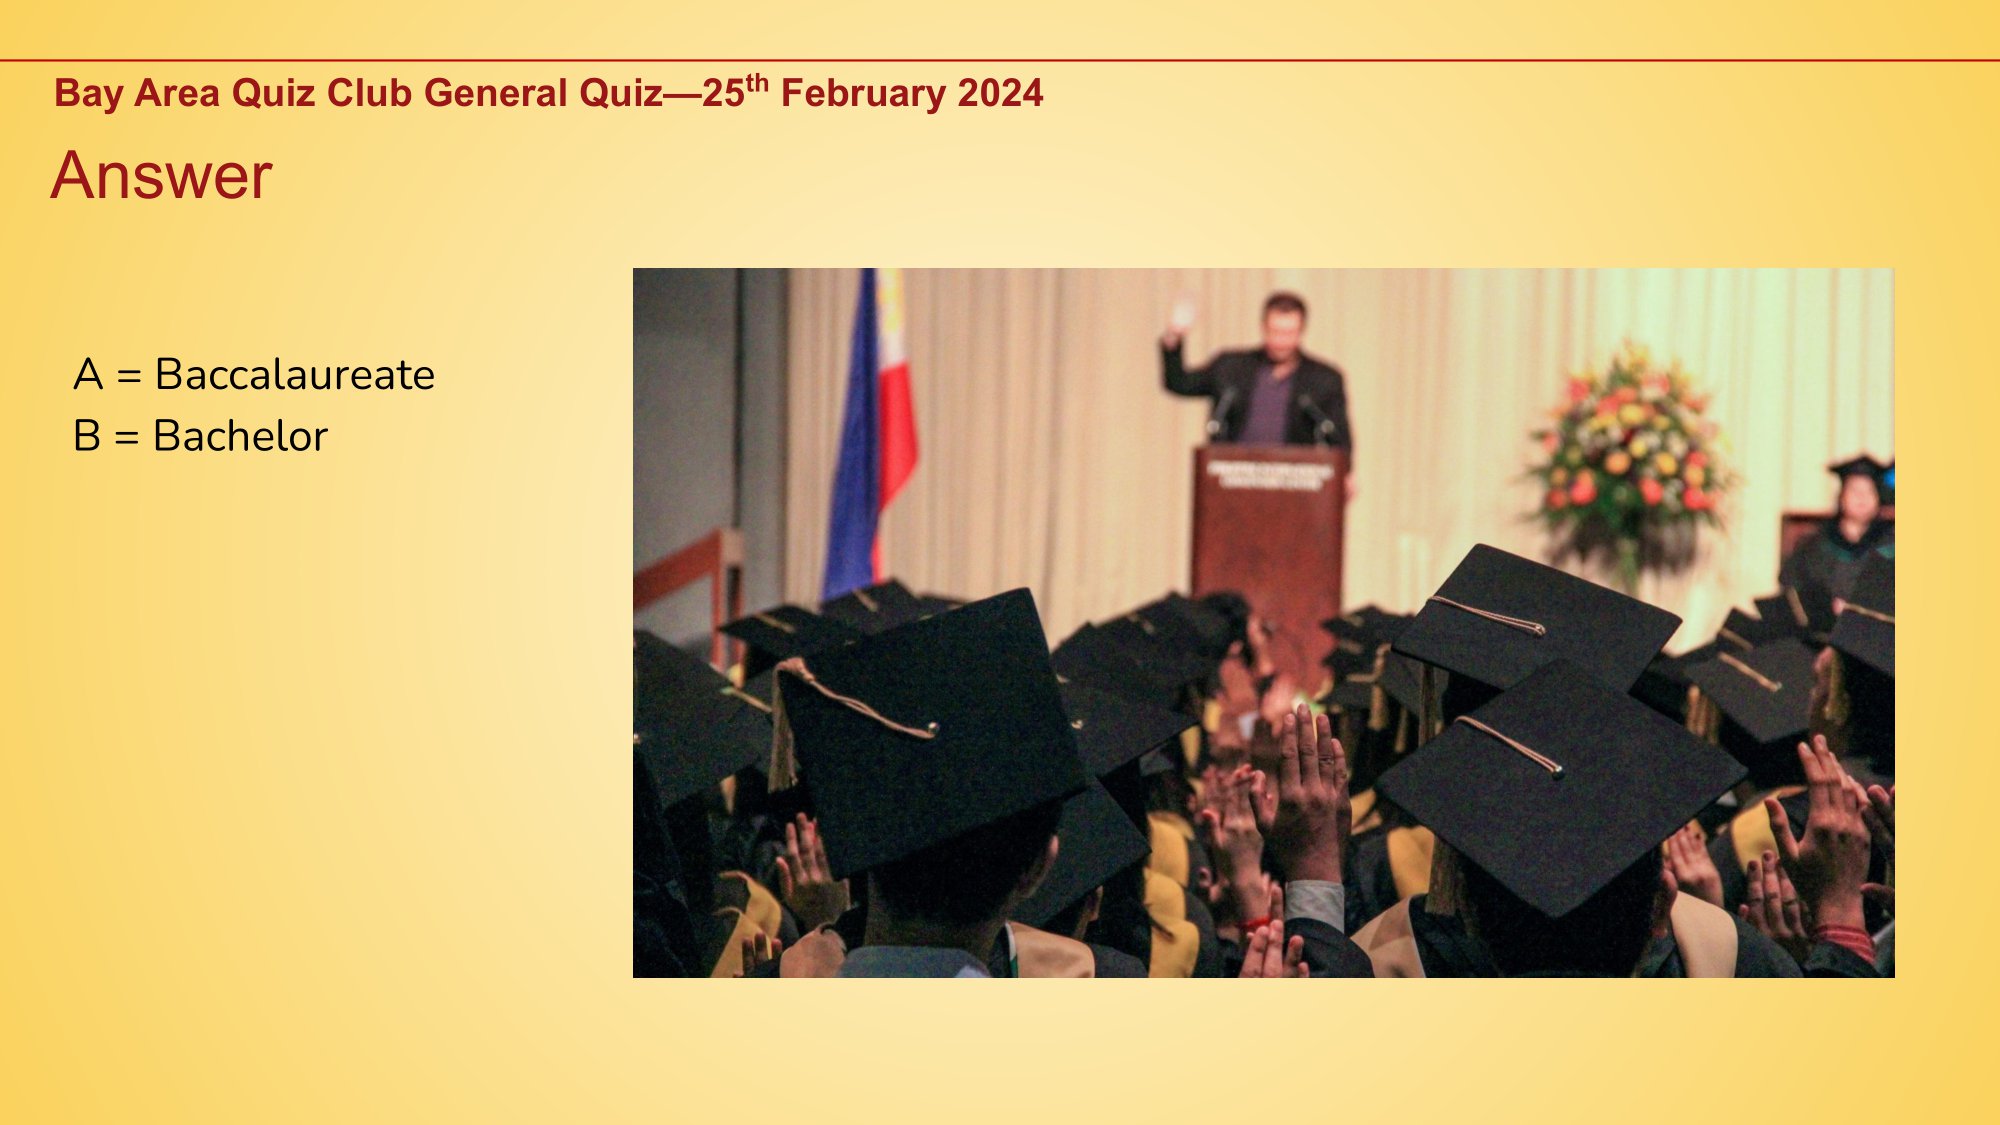 Bay Area Quiz Club General Quiz—25th February 2024
Answer
A = Baccalaureate
B = Bachelor